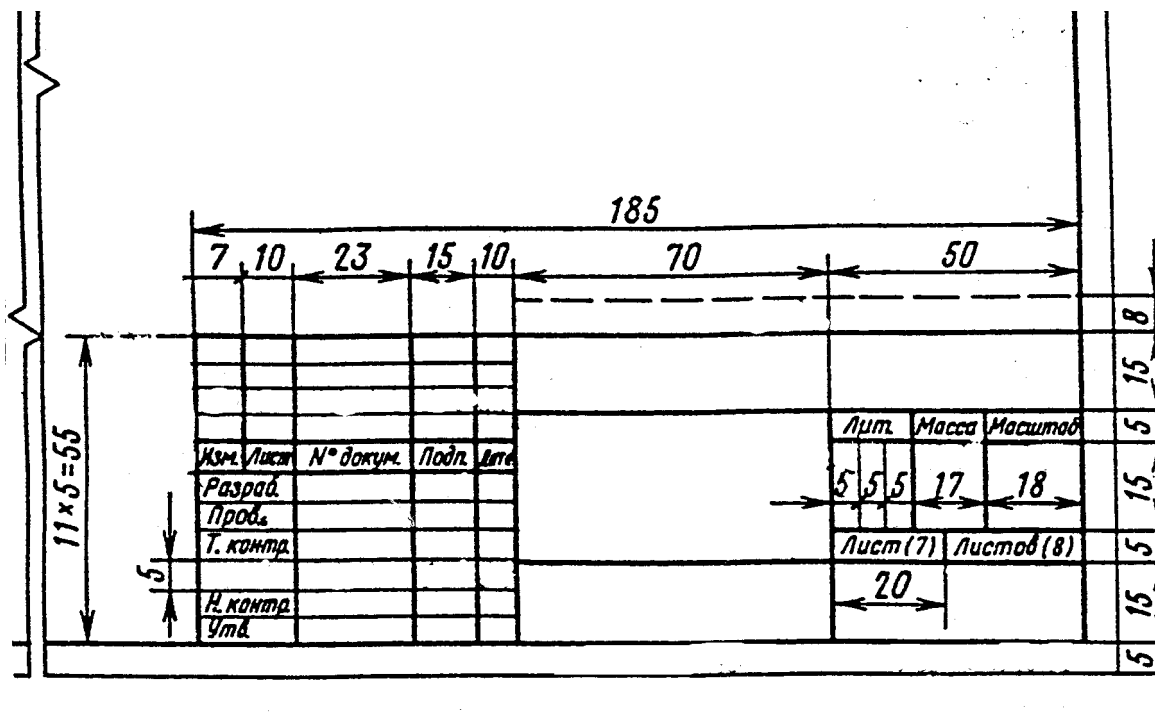 185
7 10 23 15 10 70 50
8
15
Лит. Масса Масштаб
5
Изм. Лист № докум. Подп. Дата
5 5 5 17 18
15
11×5=55
Разраб.
Пров.
Т. контр.
Лист (7) Листов (8)
5
5
20
15
Н. контр.
Утв.
5